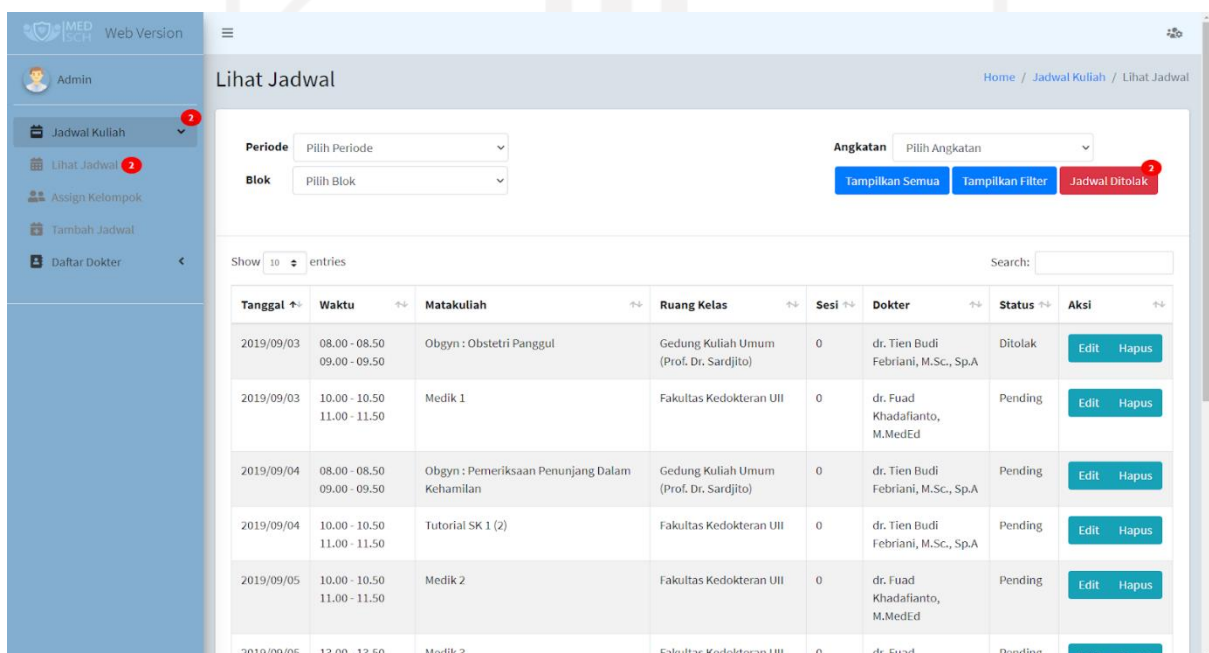 MED
SCH
Web Version
Admin
Lihat Jadwal
Home / Jadwal Kuliah / Lihat Jadwal
Jadwal Kuliah 2
Lihat Jadwal 2
Assign Kelompok
Tambah Jadwal
Daftar Dokter
Periode Pilih Periode
Angkatan Pilih Angkatan
Blok Pilih Blok
Tampilkan Semua Tampilkan Filter Jadwal Ditolak 2
Show 10 entries
Search:
Tanggal Waktu Matakuliah Ruang Kelas Sesi Dokter Status Aksi
2019/09/03 08.00 - 08.50 Obgyn : Obstetri Panggul Gedung Kuliah Umum 0 dr. Tien Budi Ditolak Edit Hapus
09.00 - 09.50 (Prof. Dr. Sardjito) Febriani, M.Sc., Sp.A
2019/09/03 10.00 - 10.50 Medik 1 Fakultas Kedokteran UII 0 dr. Fuad Pending Edit Hapus
11.00 - 11.50 Khadafianto,
M.MedEd
2019/09/04 08.00 - 08.50 Obgyn : Pemeriksaan Penunjang Dalam Gedung Kuliah Umum 0 dr. Tien Budi Pending Edit Hapus
09.00 - 09.50 Kehamilan (Prof. Dr. Sardjito) Febriani, M.Sc., Sp.A
2019/09/04 10.00 - 10.50 Tutorial SK 1 (2) Fakultas Kedokteran UII 0 dr. Tien Budi Pending Edit Hapus
11.00 - 11.50 Febriani, M.Sc., Sp.A
2019/09/05 10.00 - 10.50 Medik 2 Fakultas Kedokteran UII 0 dr. Fuad Pending Edit Hapus
11.00 - 11.50 Khadafianto,
M.MedEd